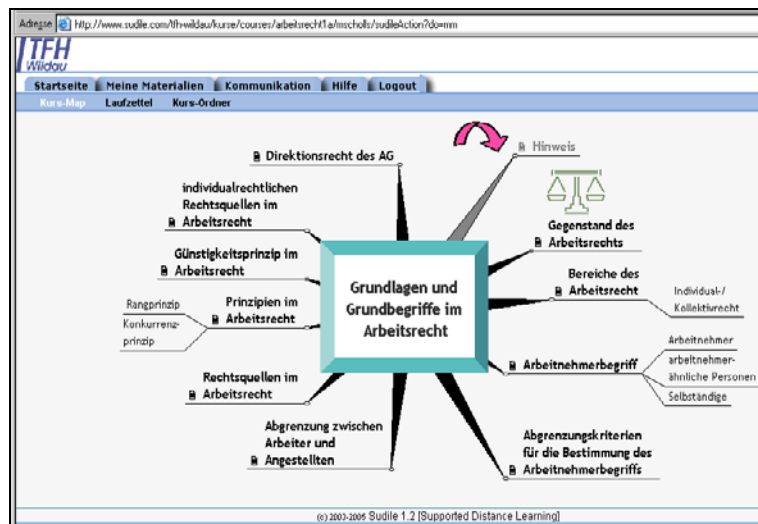 Adresse http://www.sudile.com/tfh-wildau/kurse/courses/arbeitsrecht1a/mscholls/sudileAction?do=mm
TFH
Wildau
Startseite Meine Materialien Kommunikation Hilfe Logout
Kurs-Map Laufzettel Kurs-Ordner
Direktionsrecht des AG
Hinweis
individualrechtlichen
Rechtsquellen im
Arbeitsrecht
Gegenstand des
Arbeitsrechts
Günstigkeitsprinzip im
Arbeitsrecht
Bereiche des
Arbeitsrecht
Individual-/
Kollektivrecht
Grundlagen und
Grundbegriffe im
Arbeitsrecht
Rangprinzip
Konkurrenz-
prinzip
Prinzipien im
Arbeitsrecht
Arbeitnehmerbegriff
Arbeitnehmer
arbeitnehmer-
ähnliche Personen
Selbständige
Rechtsquellen im
Arbeitsrecht
Abgrenzung zwischen
Arbeiter und
Angestellten
Abgrenzungskriterien
für die Bestimmung des
Arbeitnehmerbegriffs
(c) 2003-2005 Sudile 1.2 [Supported Distance Learning]